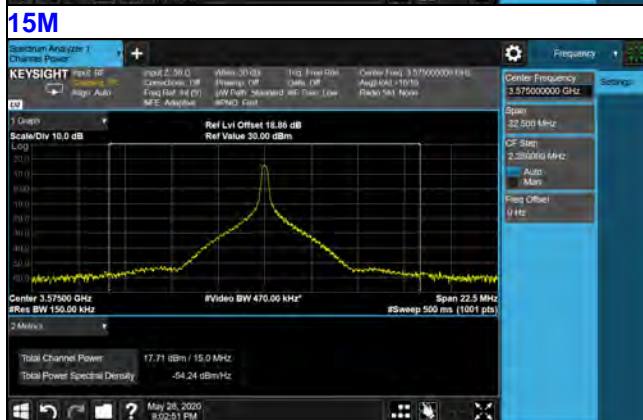 15M
Spectrum Analyzer 1
Channel Power
+
Frequency
KEYSIGHT Input: RF
Align: Auto
Input Z: 50 Ω
Corrections: Off
Freq Ref: Int (S)
NFE: Adaptive
Atten: 30 dB
Preamp: Off
#PNO: Fast
Trig: Free Run
Gate: Off
#IF Gain: Low
Center Freq: 3.575000000 GHz
Avg|Hold:>10/10
Radio Std: None
Center Frequency
3.575000000 GHz
Settings
Span
22.500 MHz
CF Step
2.250000 MHz
Auto
Man
Freq Offset
0 Hz
1 Graph
Scale/Div 10.0 dB
Ref Lvl Offset 18.86 dB
Ref Value 30.00 dBm
Log
Center 3.57500 GHz
#Video BW 470.00 kHz*
Span 22.5 MHz
#Res BW 150.00 kHz
#Sweep 500 ms (1001 pts)
2 Metrics
Total Channel Power 17.71 dBm / 15.0 MHz
Total Power Spectral Density -54.24 dBm/Hz
?
May 28, 2020
9:02:51 PM